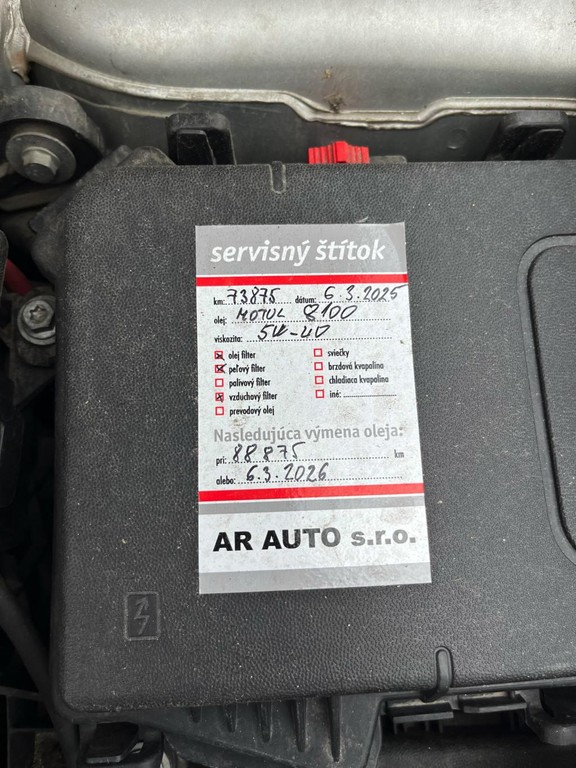 servisný štítok
km: 73875 dátum: 6.3.2025
olej: MOTUL 8100
viskozita: 5W-40
olej filter
peľový filter
palivový filter
vzduchový filter
prevodový olej
sviečky
brzdová kvapalina
chladiaca kvapalina
iné:
Nasledujúca výmena oleja:
pri: 88875 km
alebo: 6.3.2026
AR AUTO s.r.o.